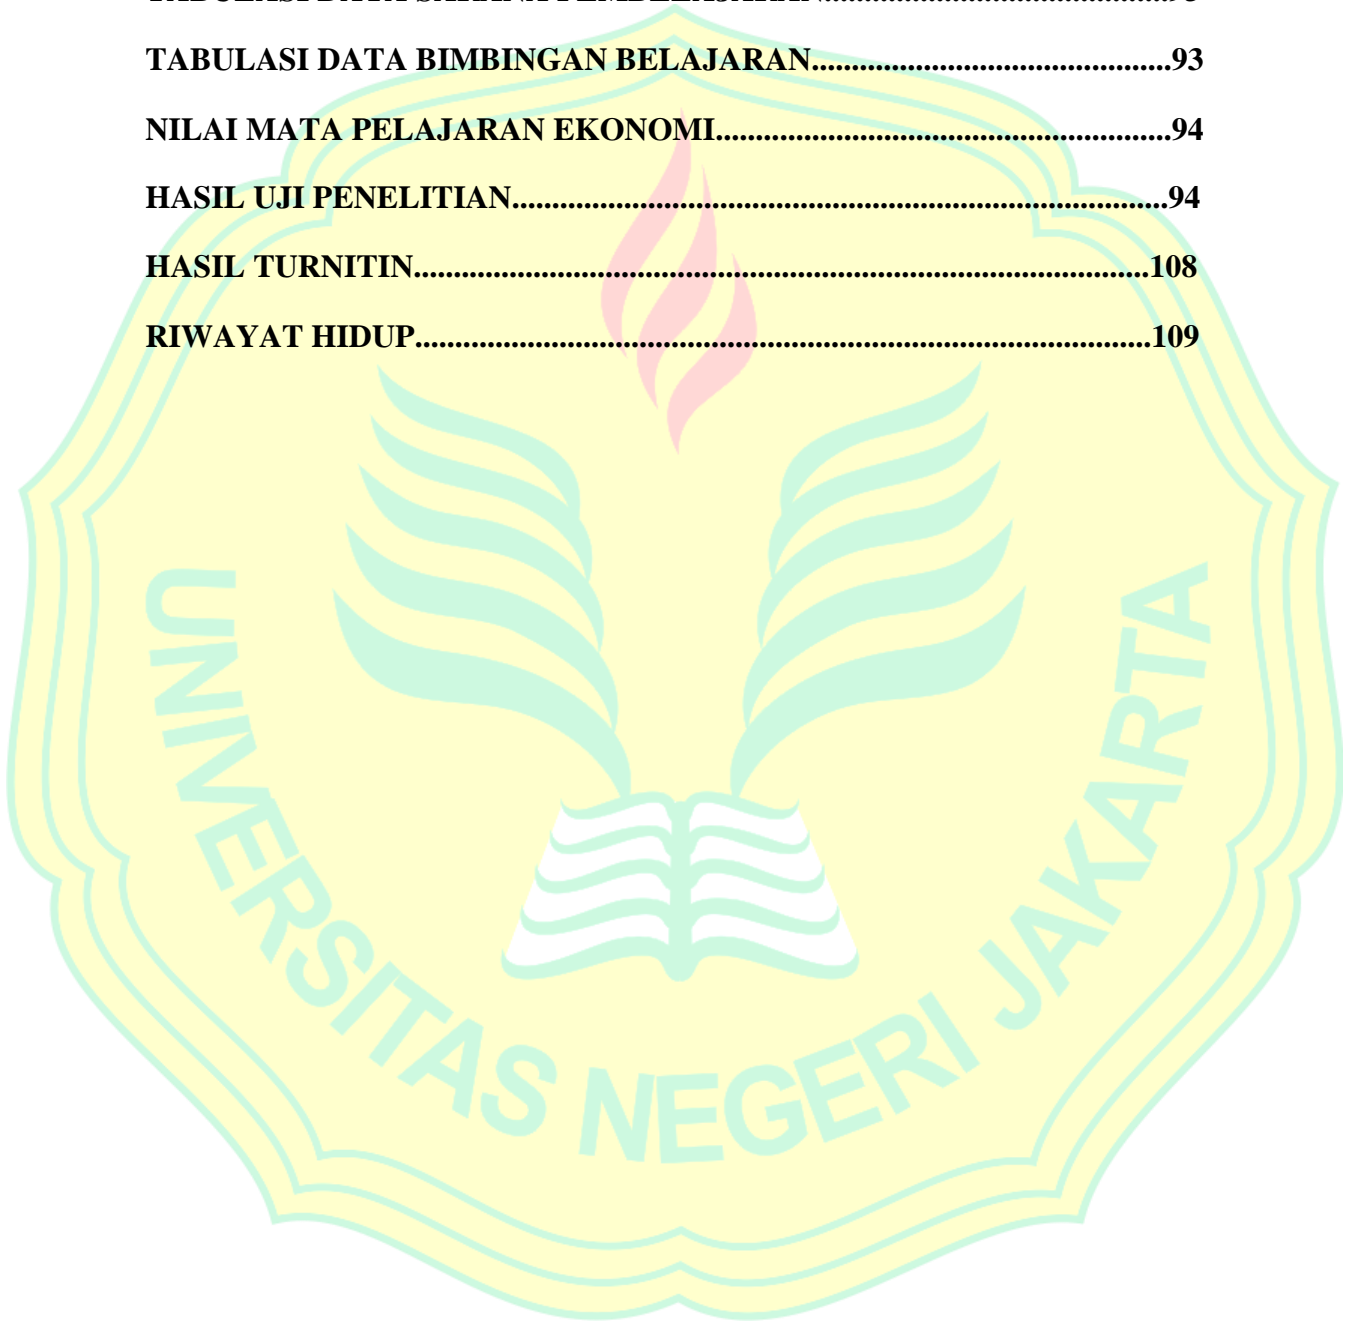 TABULASI DATA BIMBINGAN BELAJARAN.............................................93
NILAI MATA PELAJARAN EKONOMI.........................................................94
HASIL UJI PENELITIAN..................................................................................94
HASIL TURNITIN............................................................................................108
RIWAYAT HIDUP............................................................................................109
UNIVERSITAS NEGERI JAKARTA